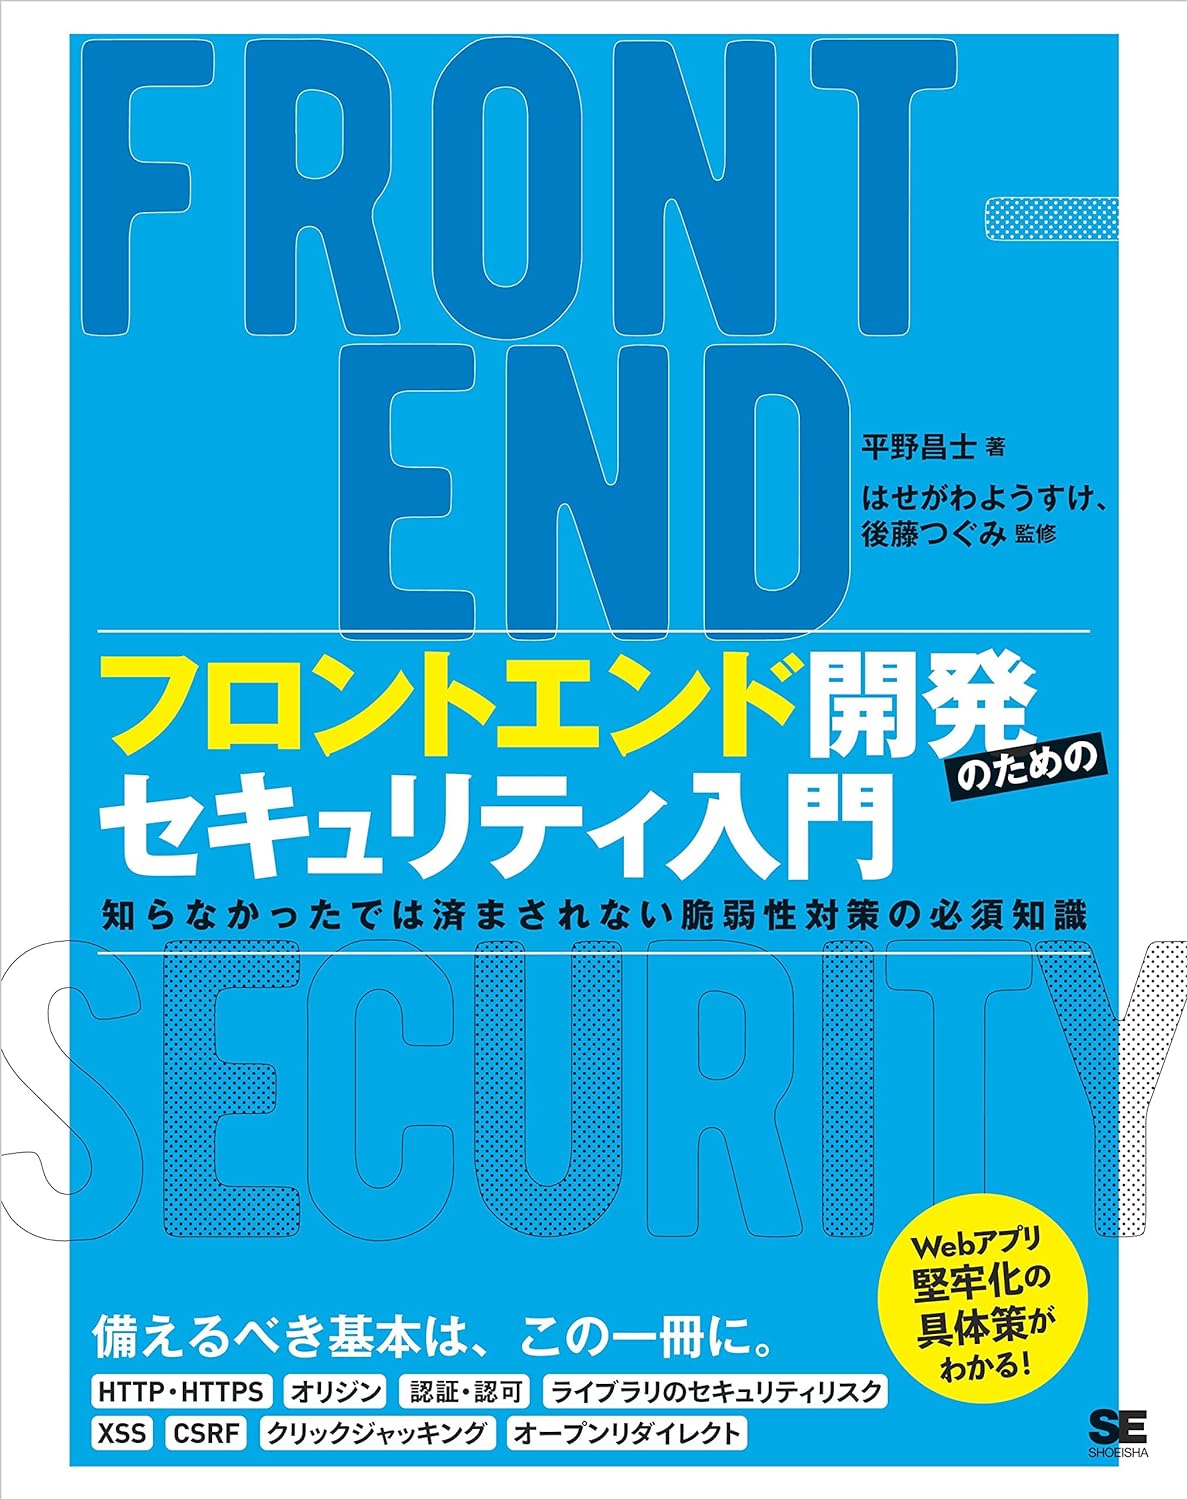 FRONT-
END
平野昌士 著
はせがわようすけ、
後藤つぐみ 監修
フロントエンド開発
のための
セキュリティ入門
知らなかったでは済まされない脆弱性対策の必須知識
SECURITY
Webアプリ
堅牢化の
具体策が
わかる!
備えるべき基本は、この一冊に。
HTTP・HTTPS オリジン 認証・認可 ライブラリのセキュリティリスク
XSS CSRF クリックジャッキング オープンリダイレクト
SE
SHOEISHA